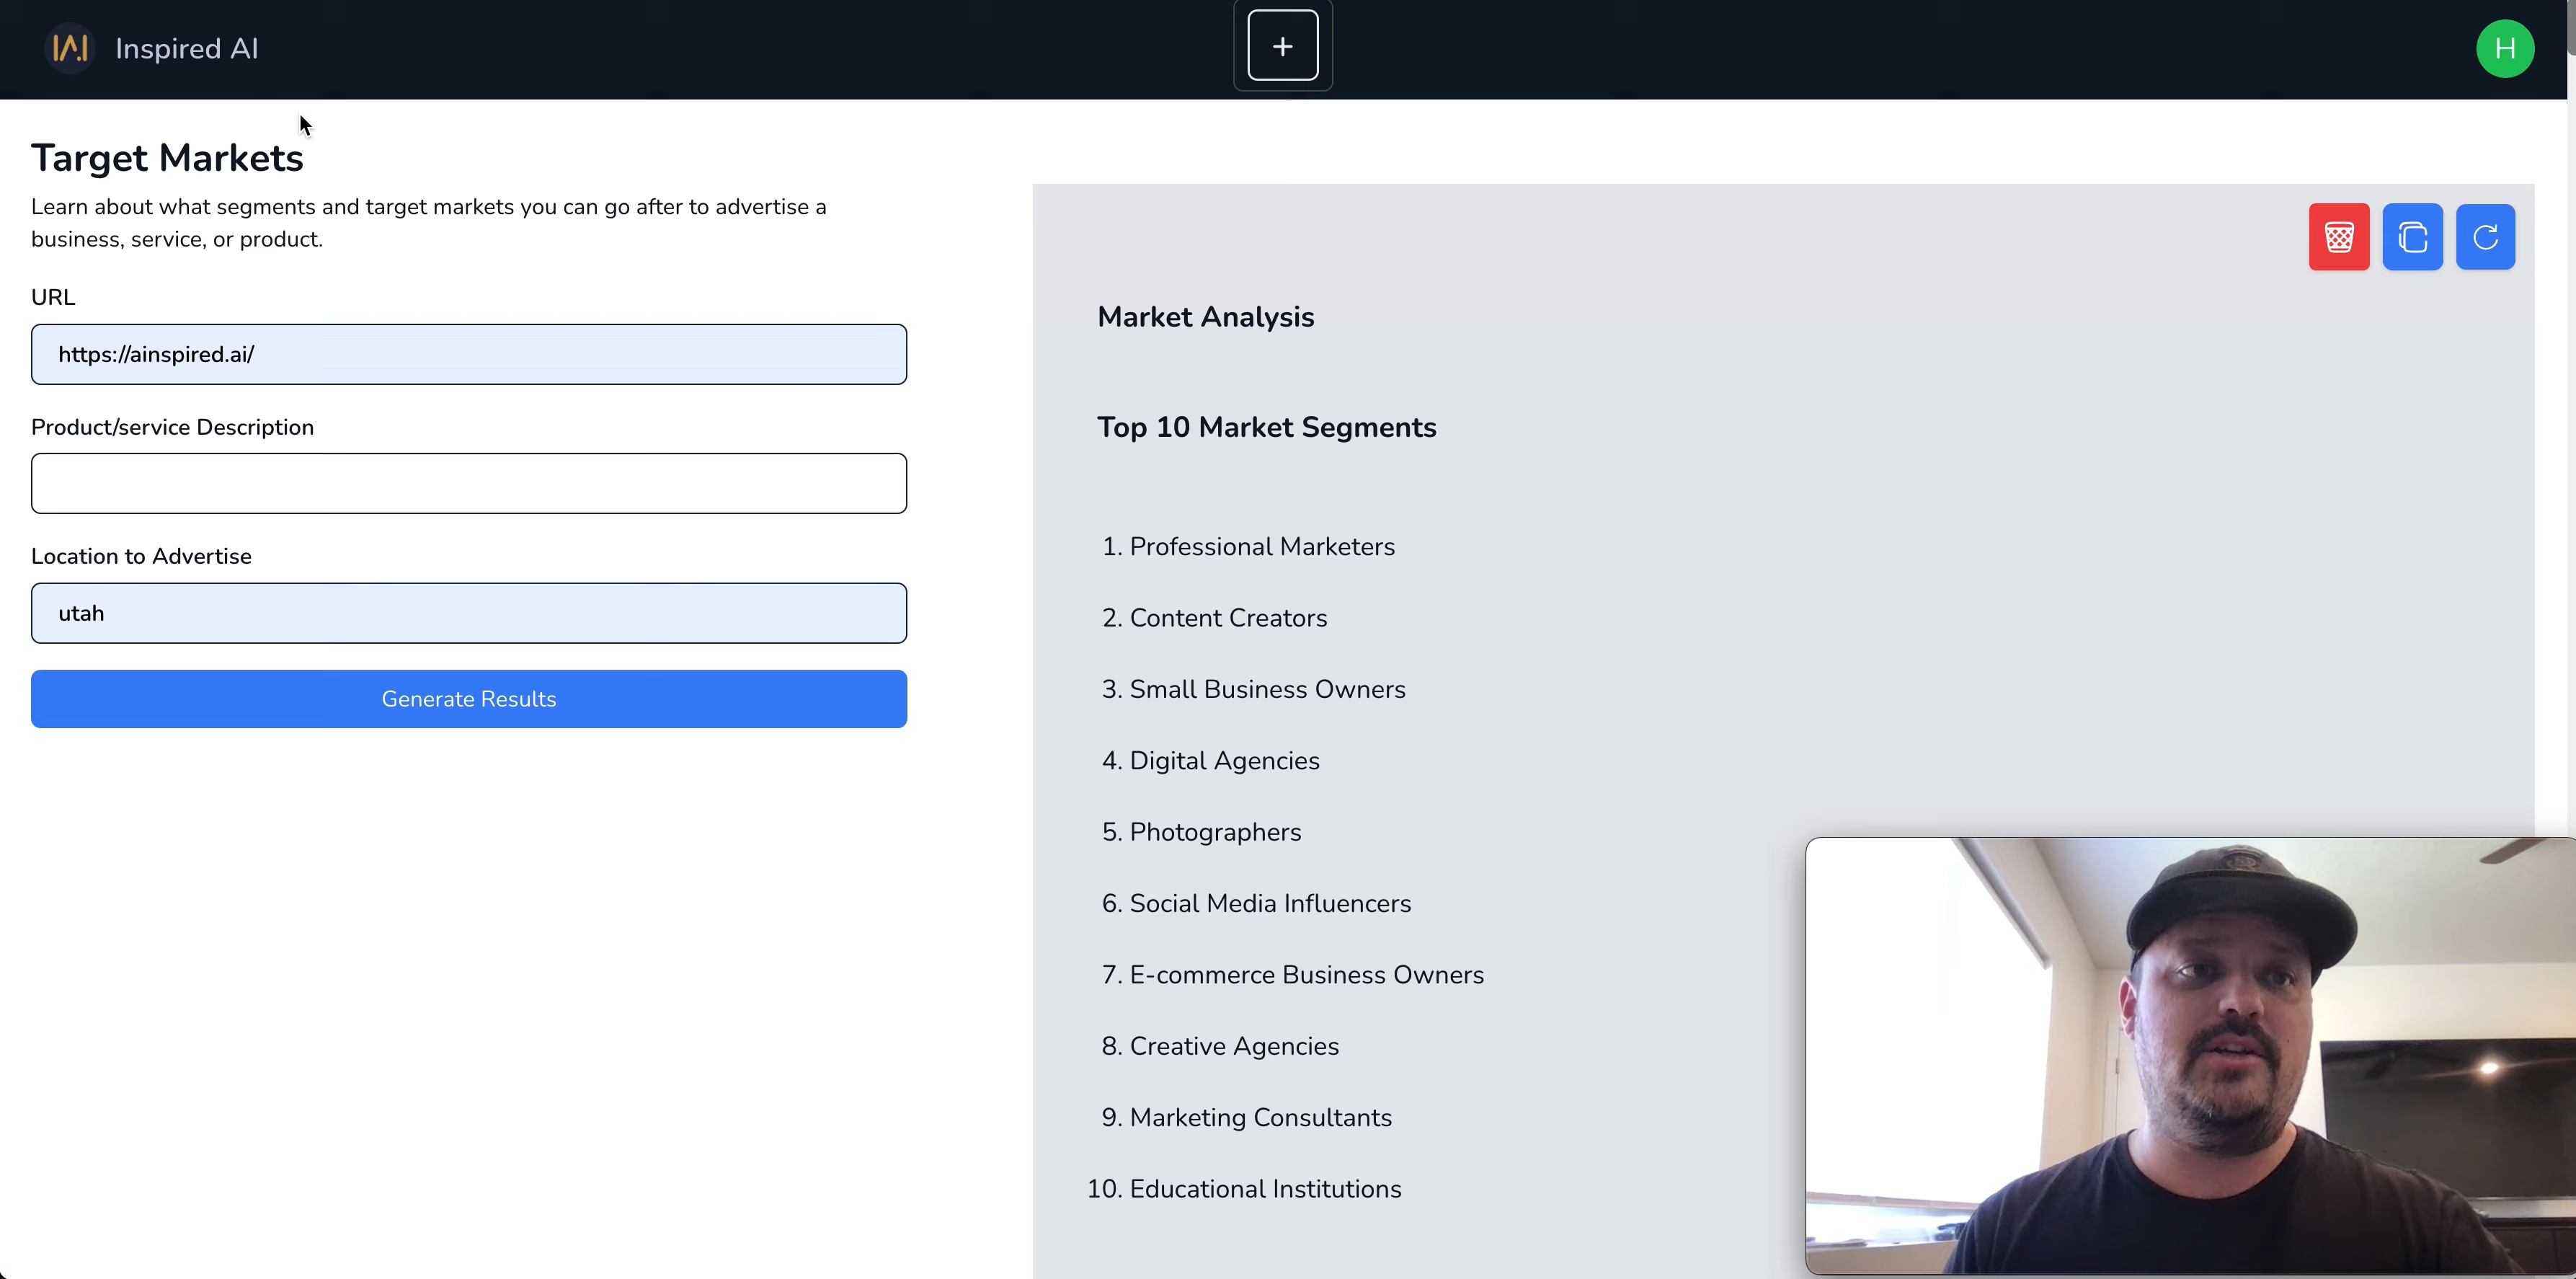 Inspired AI
+
H
Target Markets
Learn about what segments and target markets you can go after to advertise a
business, service, or product.
URL
https://ainspired.ai/
Product/service Description
Location to Advertise
utah
Generate Results
Market Analysis
Top 10 Market Segments
1. Professional Marketers
2. Content Creators
3. Small Business Owners
4. Digital Agencies
5. Photographers
6. Social Media Influencers
7. E-commerce Business Owners
8. Creative Agencies
9. Marketing Consultants
10. Educational Institutions